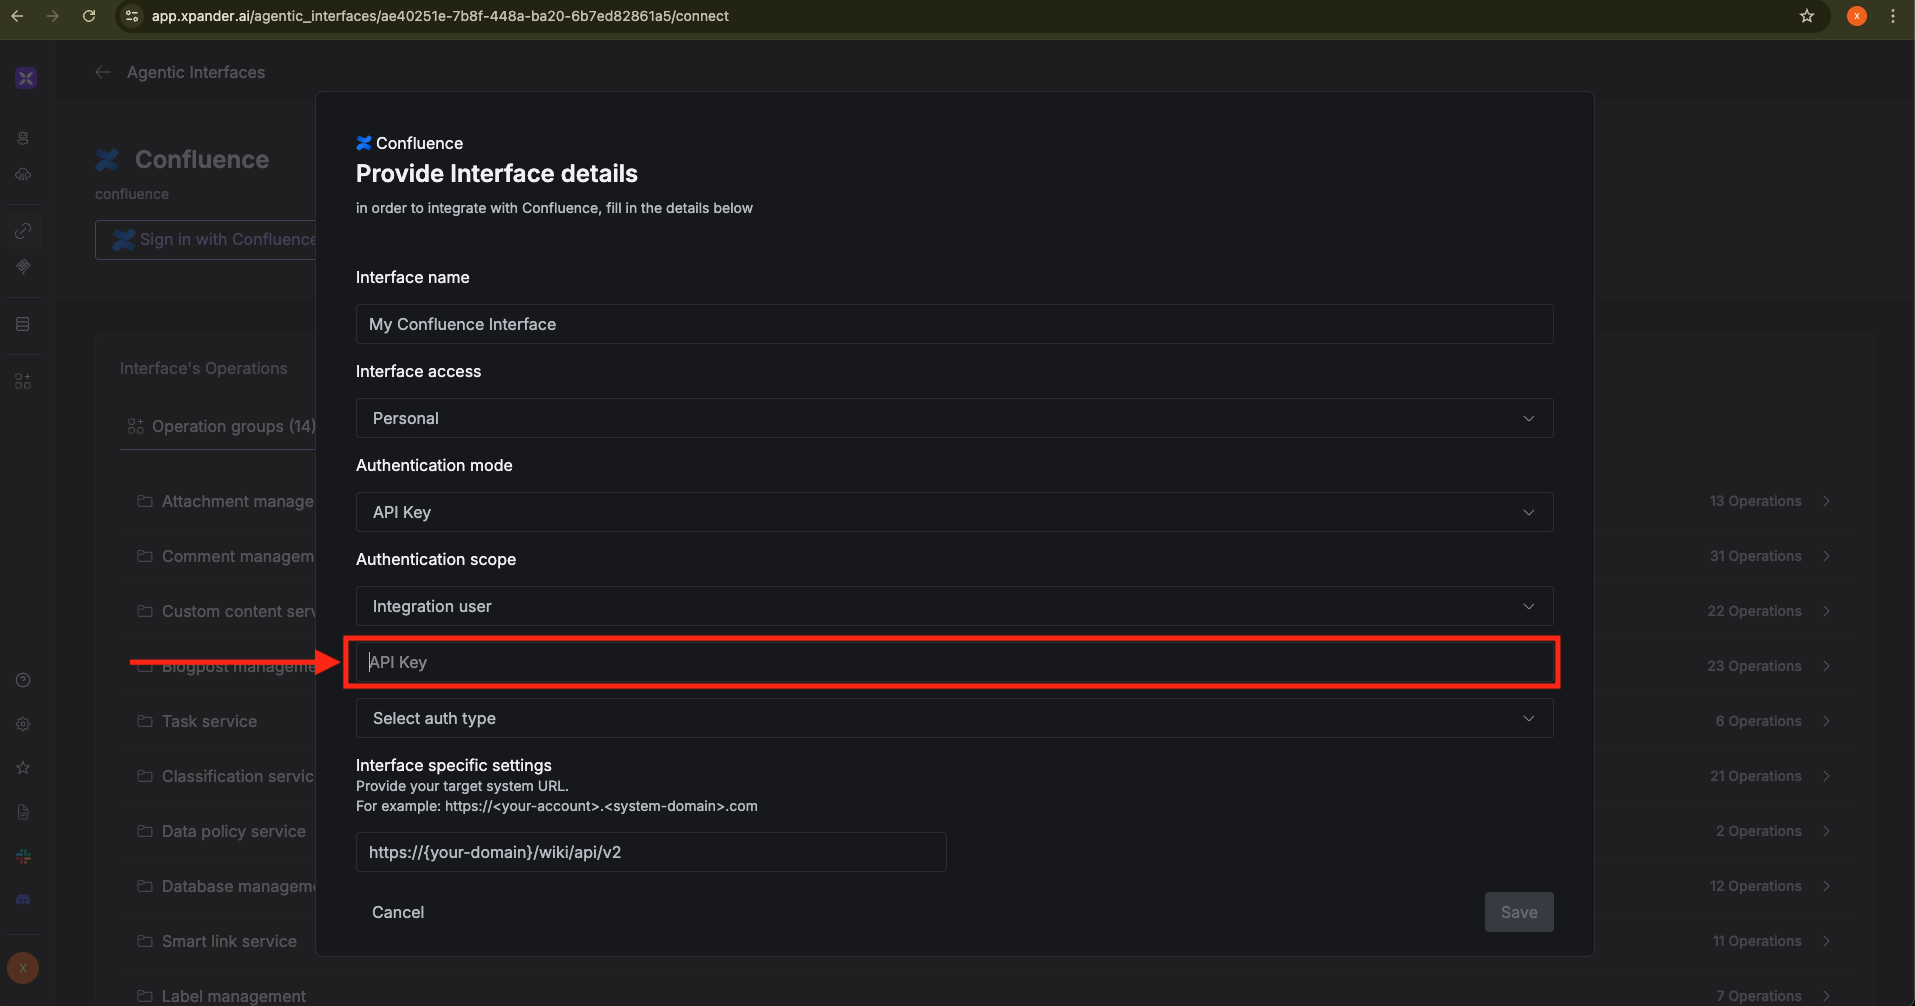 app.xpander.ai/agentic_interfaces/ae40251e-7b8f-448a-ba20-6b7ed82861a5/connect
x
Agentic Interfaces
Confluence
confluence
Sign in with Confluence
Interface's Operations
Operation groups (14)
Attachment manage
13 Operations
Comment managem
31 Operations
Custom content serv
22 Operations
Blogpost manageme
23 Operations
Task service
6 Operations
Classification servic
21 Operations
Data policy service
2 Operations
Database manageme
12 Operations
Smart link service
11 Operations
Label management
7 Operations
X
Confluence
Provide Interface details
in order to integrate with Confluence, fill in the details below
Interface name
My Confluence Interface
Interface access
Personal
Authentication mode
API Key
Authentication scope
Integration user
API Key
Select auth type
Interface specific settings
Provide your target system URL.
For example: https://<your-account>.<system-domain>.com
https://{your-domain}/wiki/api/v2
Cancel
Save